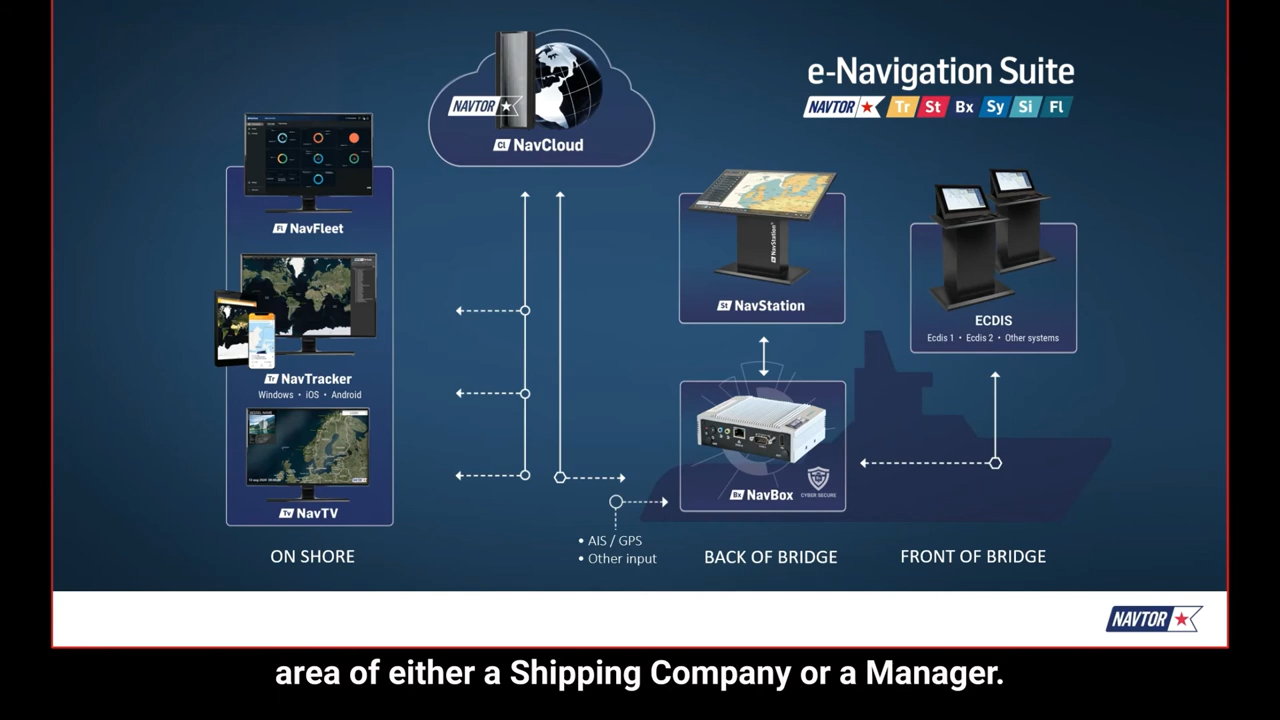 e-Navigation Suite
NAVTOR Tr St Bx Sy Si Fl
NAVTOR
Cl NavCloud
Fl NavFleet
Tr NavTracker
Windows • iOS • Android
Tv NavTV
ON SHORE
NavStation
St NavStation
Bx NavBox
CYBER SECURE
• AIS / GPS
• Other input
BACK OF BRIDGE
ECDIS
Ecdis 1 • Ecdis 2 • Other systems
FRONT OF BRIDGE
NAVTOR
area of either a Shipping Company or a Manager.